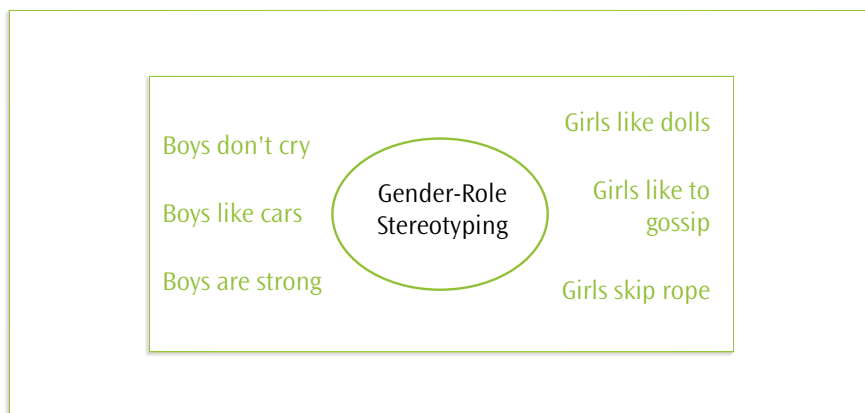 Boys don't cry
Boys like cars
Boys are strong
Gender-Role
Stereotyping
Girls like dolls
Girls like to
gossip
Girls skip rope